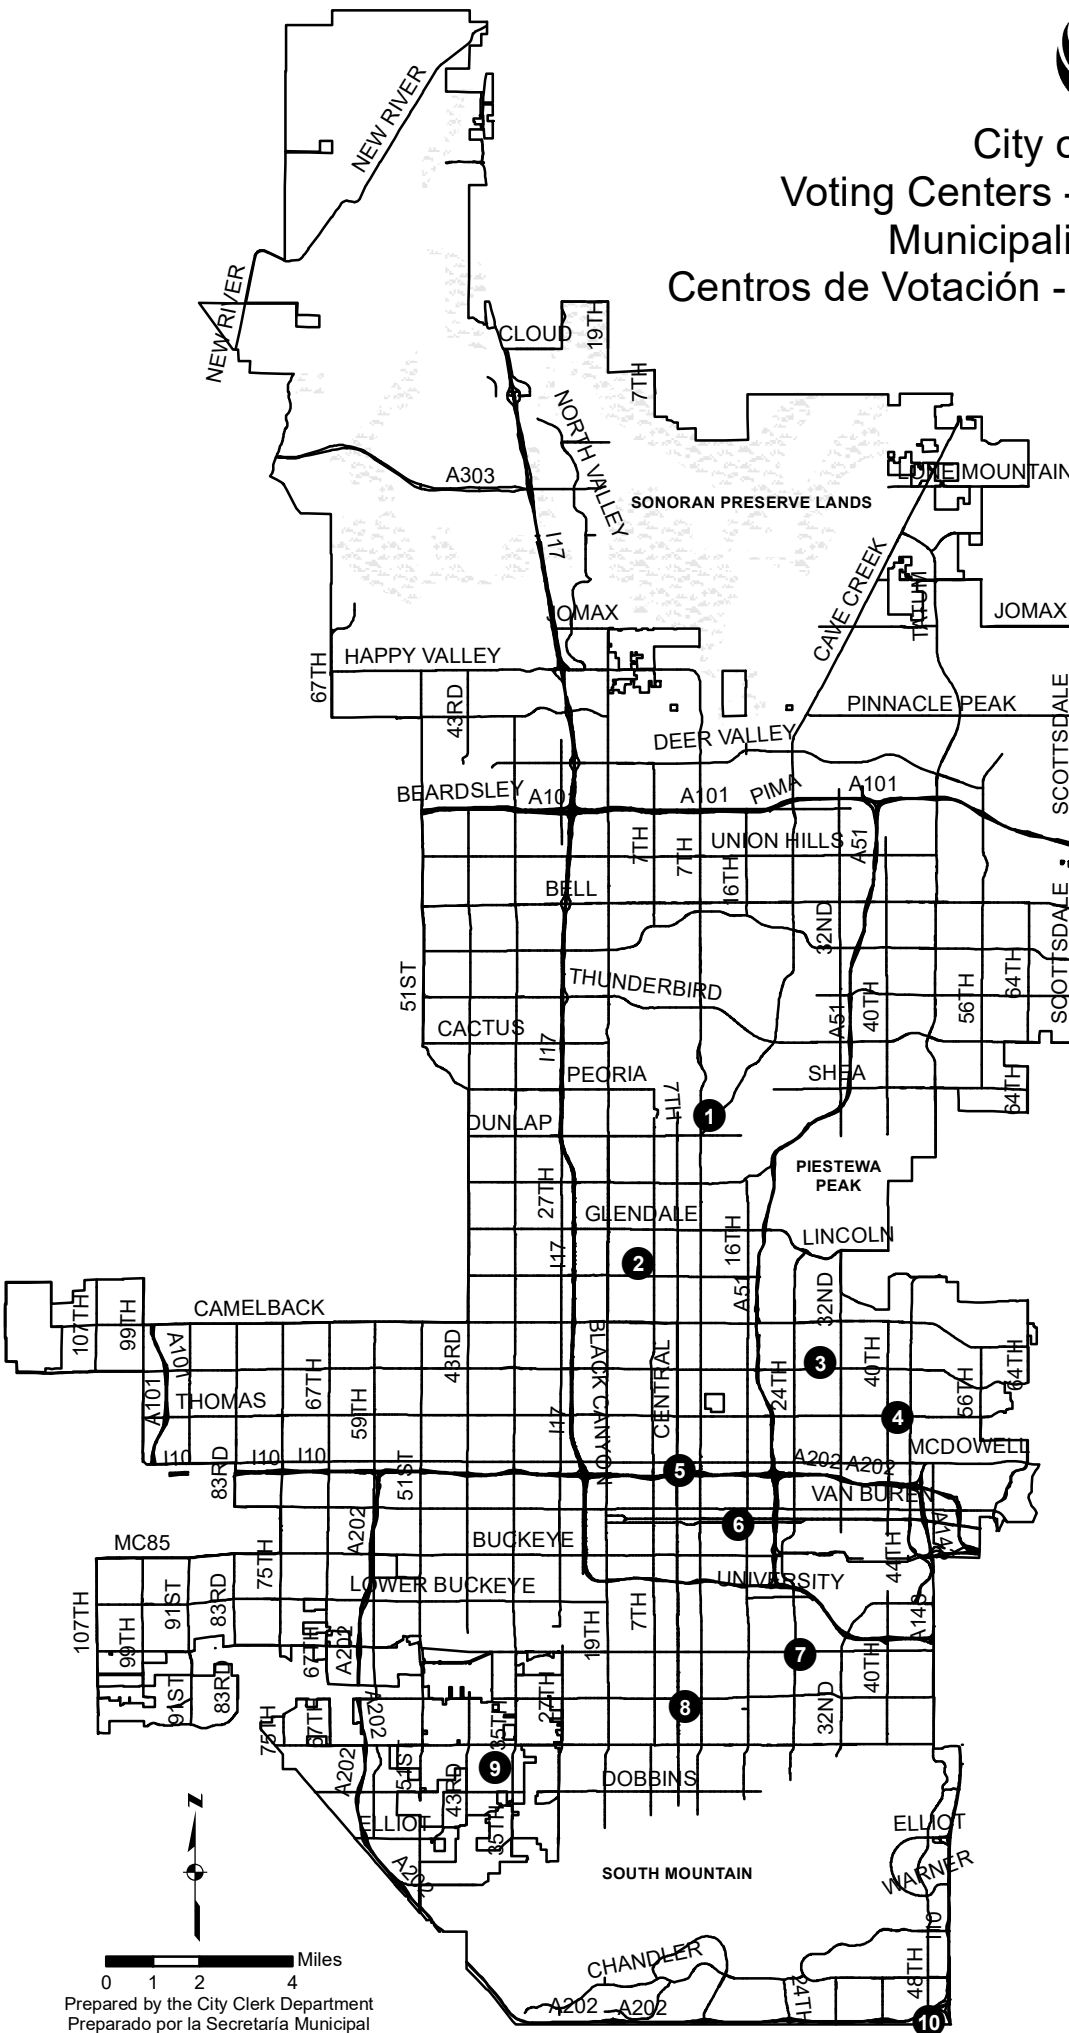 City o
Voting Centers -
Municipali
Centros de Votación -
NEW RIVER
NEW RIVER
CLOUD
19TH
7TH
NORTH VALLEY
A303
LONE MOUNTAIN
SONORAN PRESERVE LANDS
I17
CAVE CREEK
TATUM
JOMAX
JOMAX
HAPPY VALLEY
67TH
43RD
PINNACLE PEAK
SCOTTSDALE
DEER VALLEY
BEARDSLEY
A101
A101
PIMA
A101
7TH
7TH
UNION HILLS
A51
16TH
BELL
32ND
SCOTTSDALE
51ST
THUNDERBIRD
A51
40TH
56TH
64TH
CACTUS
I17
PEORIA
7TH
SHEA
64TH
1
DUNLAP
PIESTEWA
PEAK
27TH
GLENDALE
16TH
LINCOLN
I17
2
A51
32ND
CAMELBACK
107TH
99TH
A101
43RD
BLACK CANYON
CENTRAL
3
40TH
A101
THOMAS
67TH
59TH
24TH
56TH
64TH
4
I17
I10
83RD
I10
I10
51ST
5
A202
A202
MCDOWELL
VAN BUREN
6
MC85
A202
BUCKEYE
A143
75TH
LOWER BUCKEYE
UNIVERSITY
44TH
107TH
91ST
83RD
7TH
A143
99TH
67TH
A202
19TH
7
40TH
91ST
83RD
75TH
67TH
A202
35TH
27TH
8
32ND
9
A202
51ST
43RD
DOBBINS
ELLIOT
35TH
ELLIOT
A202
SOUTH MOUNTAIN
WARNER
I10
N
CHANDLER
48TH
24TH
A202
A202
10
Miles
0 1 2 4
Prepared by the City Clerk Department
Preparado por la Secretaría Municipal